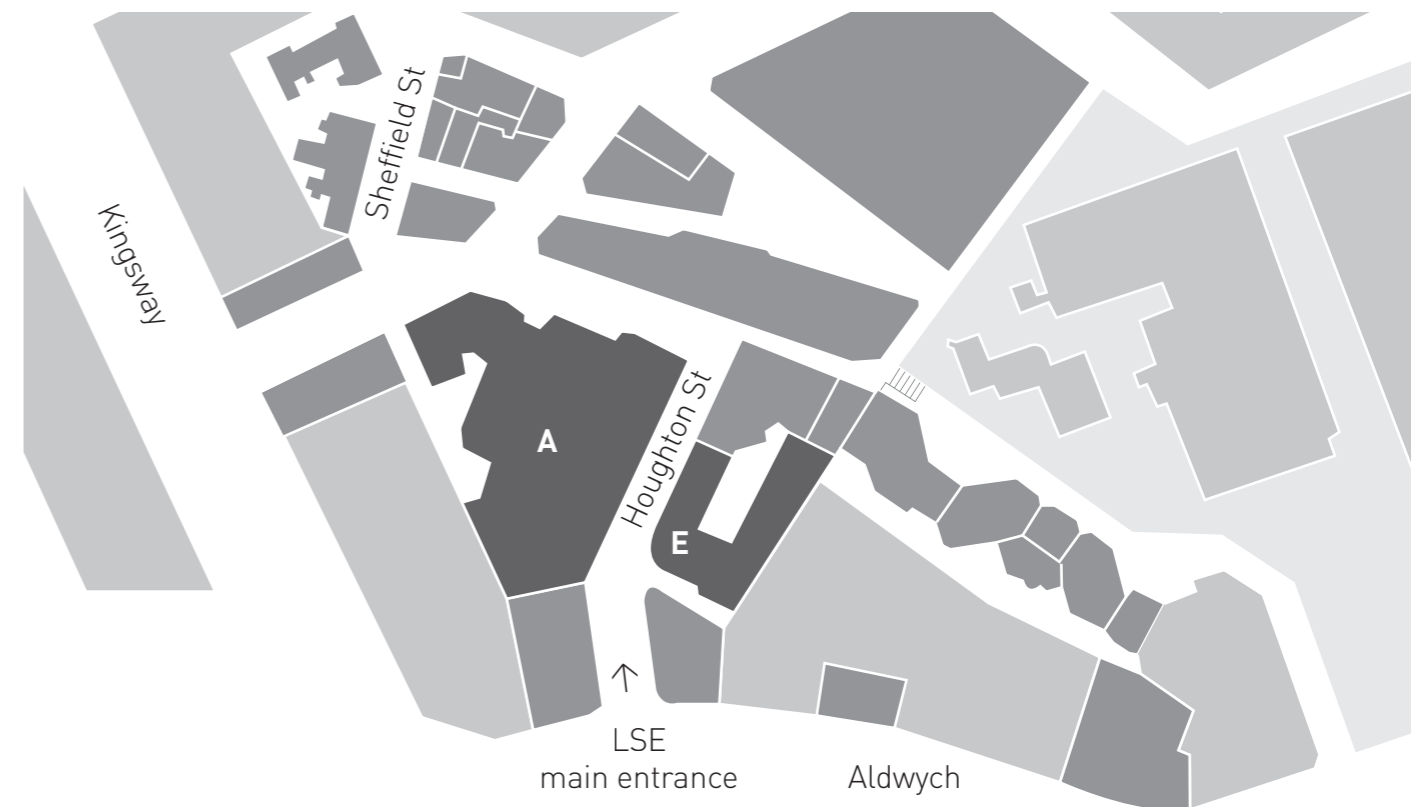 Sheffield St
Kingsway
A
Houghton St
E
LSE
main entrance
Aldwych